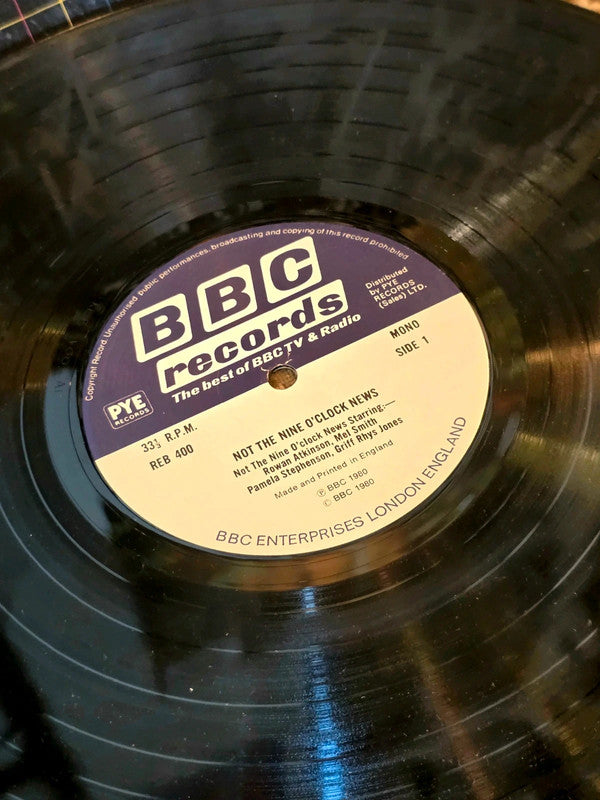 Copyright Record. Unauthorised public performances, broadcasting and copying of this record prohibited
BBC
records
The best of BBC TV & Radio
Distributed
by PYE
RECORDS
(Sales) LTD.
PYE
RECORDS
33⅓ R.P.M.
REB 400
MONO
SIDE 1
NOT THE NINE O'CLOCK NEWS
Not The Nine O'clock News Starring:—
Rowan Atkinson, Mel Smith
Pamela Stephenson, Griff Rhys Jones
Made and Printed in England
Ⓟ BBC 1980
© BBC 1980
BBC ENTERPRISES LONDON ENGLAND